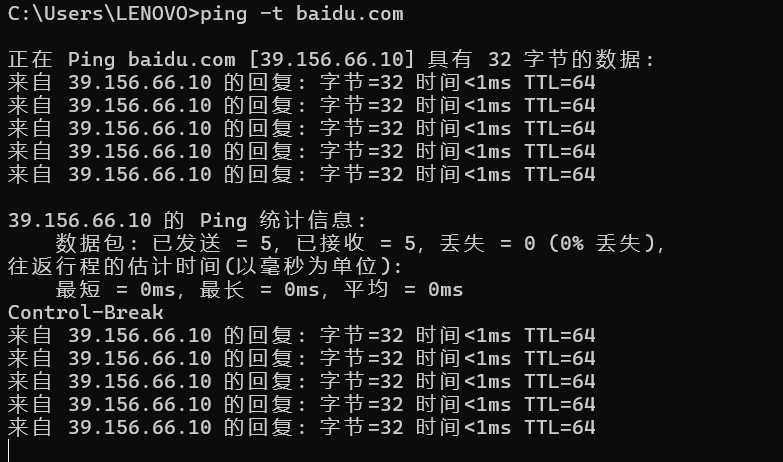 C:\Users\LENOVO>ping -t baidu.com
正在 Ping baidu.com [39.156.66.10] 具有 32 字节的数据:
来自 39.156.66.10 的回复: 字节=32 时间<1ms TTL=64
来自 39.156.66.10 的回复: 字节=32 时间<1ms TTL=64
来自 39.156.66.10 的回复: 字节=32 时间<1ms TTL=64
来自 39.156.66.10 的回复: 字节=32 时间<1ms TTL=64
来自 39.156.66.10 的回复: 字节=32 时间<1ms TTL=64
39.156.66.10 的 Ping 统计信息:
    数据包: 已发送 = 5, 已接收 = 5, 丢失 = 0 (0% 丢失),
往返行程的估计时间(以毫秒为单位):
    最短 = 0ms, 最长 = 0ms, 平均 = 0ms
Control-Break
来自 39.156.66.10 的回复: 字节=32 时间<1ms TTL=64
来自 39.156.66.10 的回复: 字节=32 时间<1ms TTL=64
来自 39.156.66.10 的回复: 字节=32 时间<1ms TTL=64
来自 39.156.66.10 的回复: 字节=32 时间<1ms TTL=64
来自 39.156.66.10 的回复: 字节=32 时间<1ms TTL=64